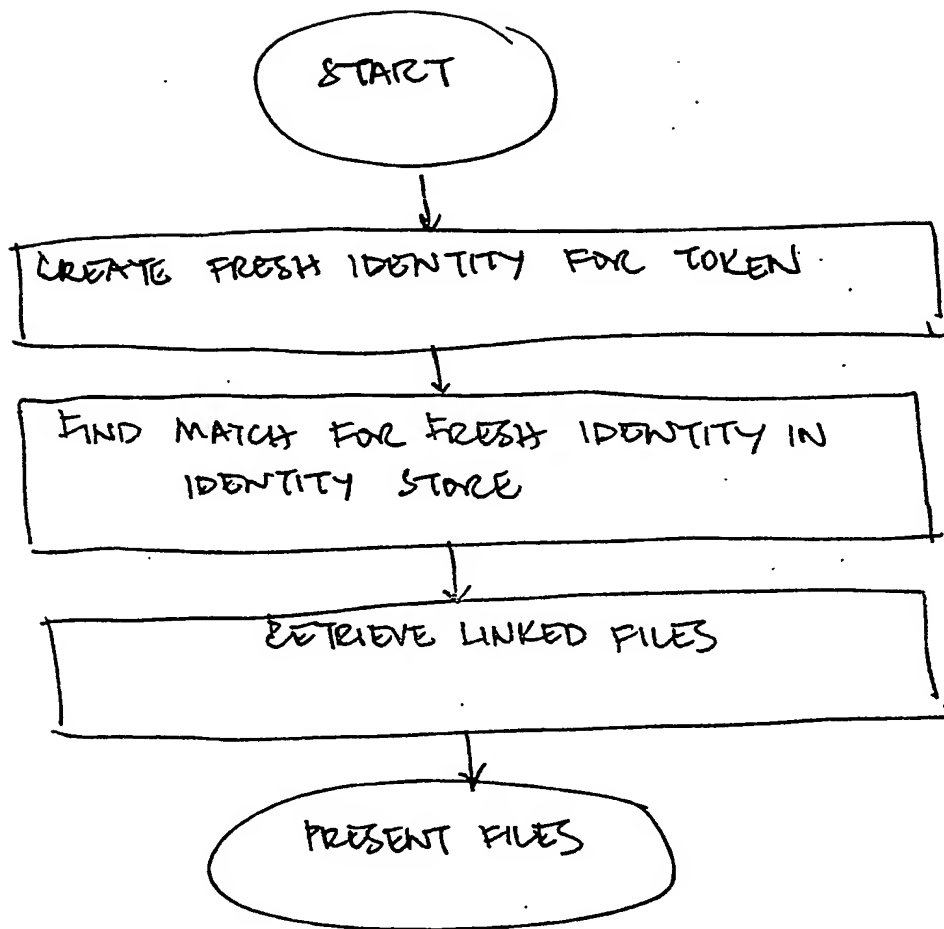 START
CREATE FRESH IDENTITY FOR TOKEN
FIND MATCH FOR FRESH IDENTITY IN
IDENTITY STORE
RETRIEVE LINKED FILES
PRESENT FILES